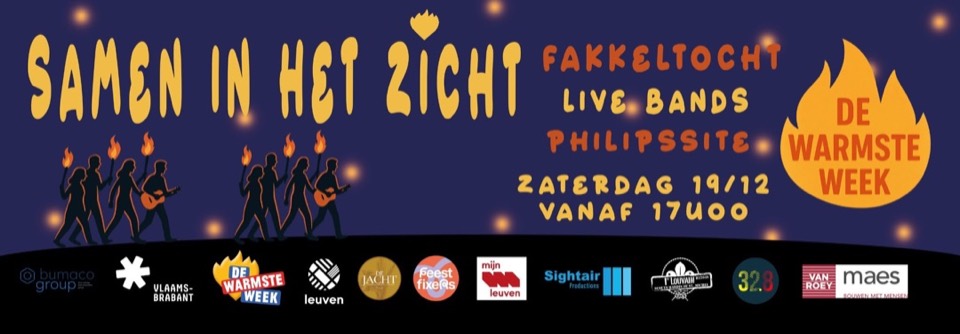 SAMEN IN HET ZICHT
FAKKELTOCHT
LIVE BANDS
PHILIPSSITE
ZATERDAG 19/12
VANAF 17U00
DE
WARMSTE
WEEK
bumaco
group
VLAAMS-
BRABANT
DE
WARMSTE
WEEK
leuven
DE
JACHT
feest
fixers
mijn
leuven
Sightair
Productions
1º LOUVAIN
32.8
VAN
ROEY
maes
BOUWEN MET MENSEN